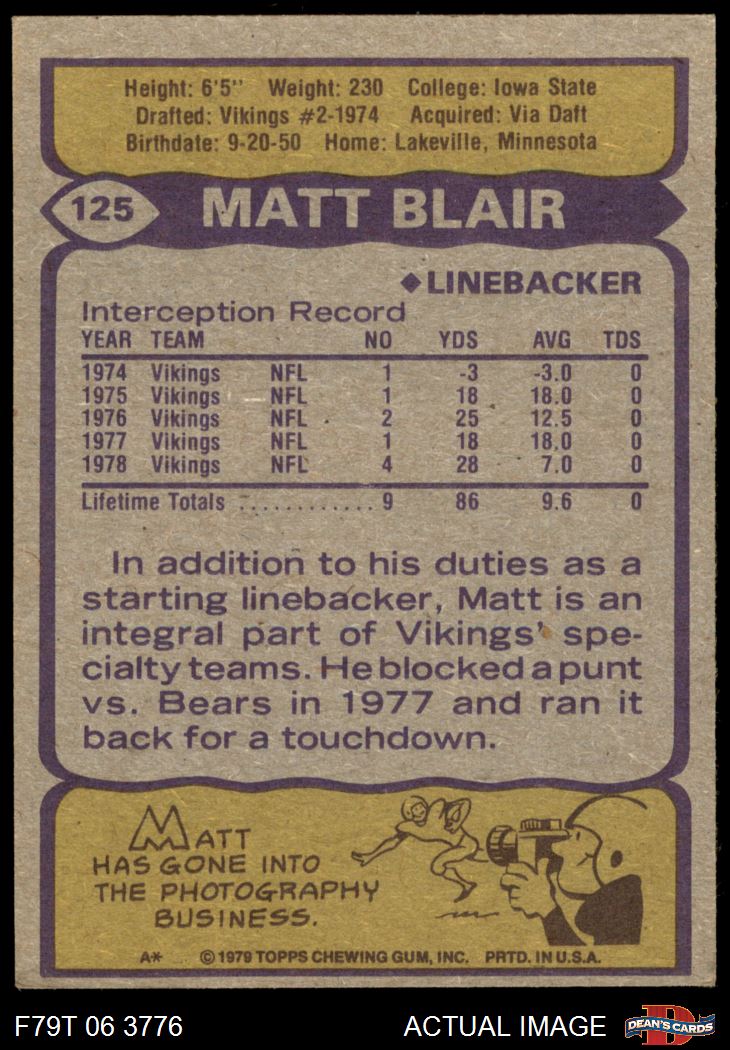 Height: 6'5" Weight: 230 College: Iowa State
Drafted: Vikings #2-1974 Acquired: Via Daft
Birthdate: 9-20-50 Home: Lakeville, Minnesota
125 MATT BLAIR
◆LINEBACKER
Interception Record
YEAR TEAM NO YDS AVG TDS
1974 Vikings NFL 1 -3 -3.0 0
1975 Vikings NFL 1 18 18.0 0
1976 Vikings NFL 2 25 12.5 0
1977 Vikings NFL 1 18 18.0 0
1978 Vikings NFL 4 28 7.0 0
Lifetime Totals ............ 9 86 9.6 0
In addition to his duties as a
starting linebacker, Matt is an
integral part of Vikings' spe-
cialty teams. He blocked a punt
vs. Bears in 1977 and ran it
back for a touchdown.
MATT
HAS GONE INTO
THE PHOTOGRAPHY
BUSINESS.
A* © 1979 TOPPS CHEWING GUM, INC. PRTD. IN U.S.A.
F79T 06 3776 ACTUAL IMAGE D DEAN'S CARDS